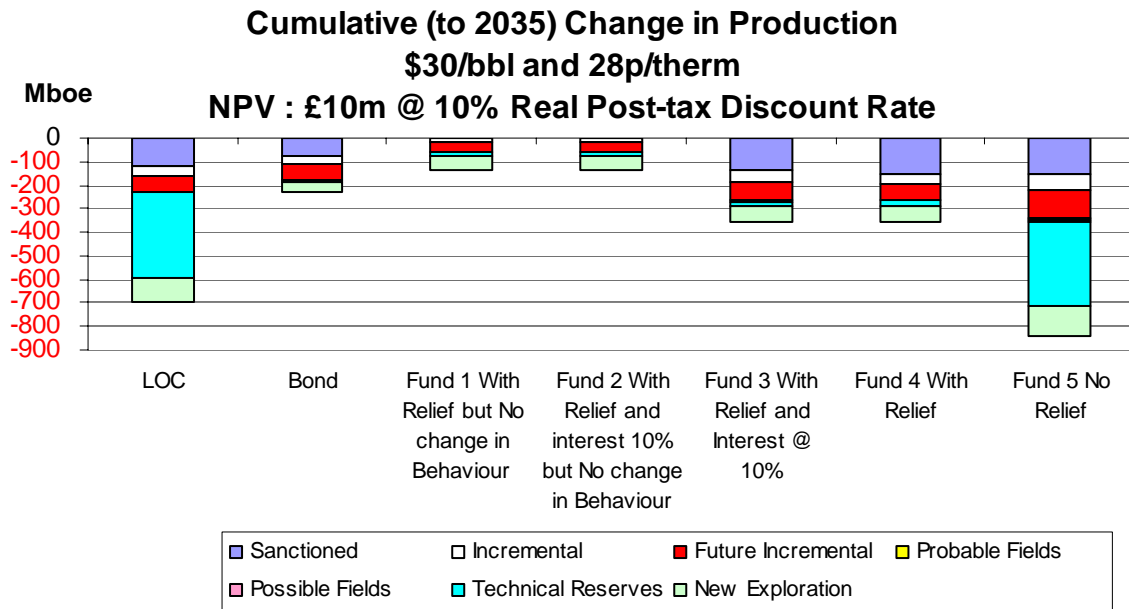 Cumulative (to 2035) Change in Production
$30/bbl and 28p/therm
Mboe
NPV : £10m @ 10% Real Post-tax Discount Rate
0
-100
-200
-300
-400
-500
-600
-700
-800
-900
LOC
Bond
Fund 1 With
Relief but No
change in
Behaviour
Fund 2 With
Relief and
interest 10%
but No change
in Behaviour
Fund 3 With
Relief and
Interest @
10%
Fund 4 With
Relief
Fund 5 No
Relief
Sanctioned
Incremental
Future Incremental
Probable Fields
Possible Fields
Technical Reserves
New Exploration